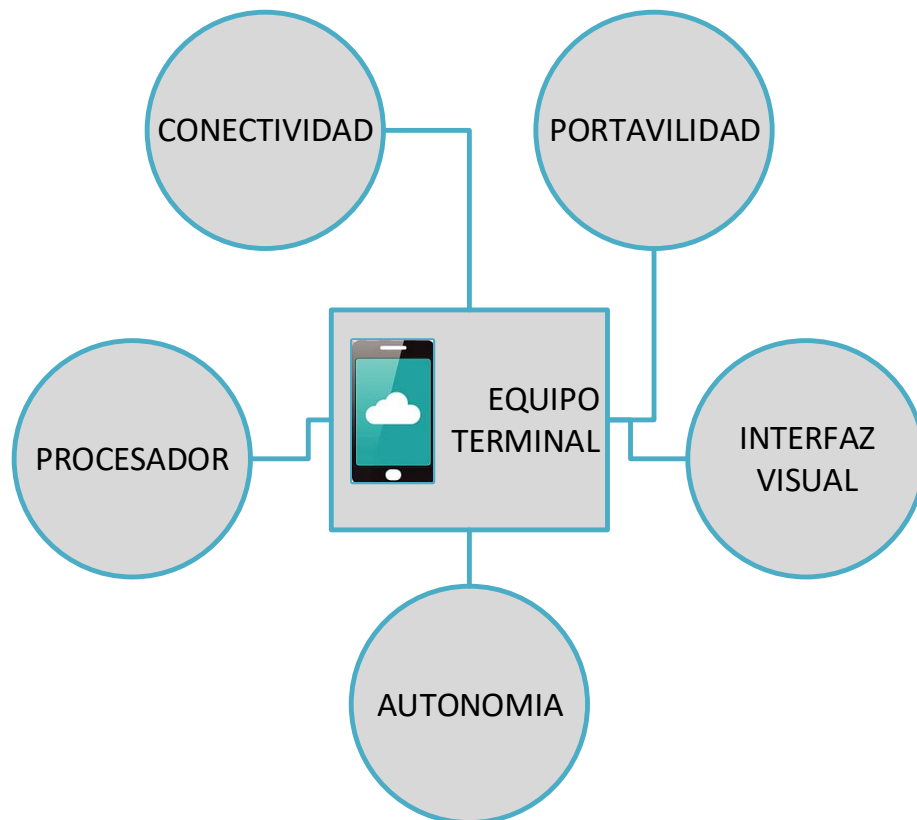 CONECTIVIDAD
PORTAVILIDAD
EQUIPO
TERMINAL
PROCESADOR
INTERFAZ
VISUAL
AUTONOMIA